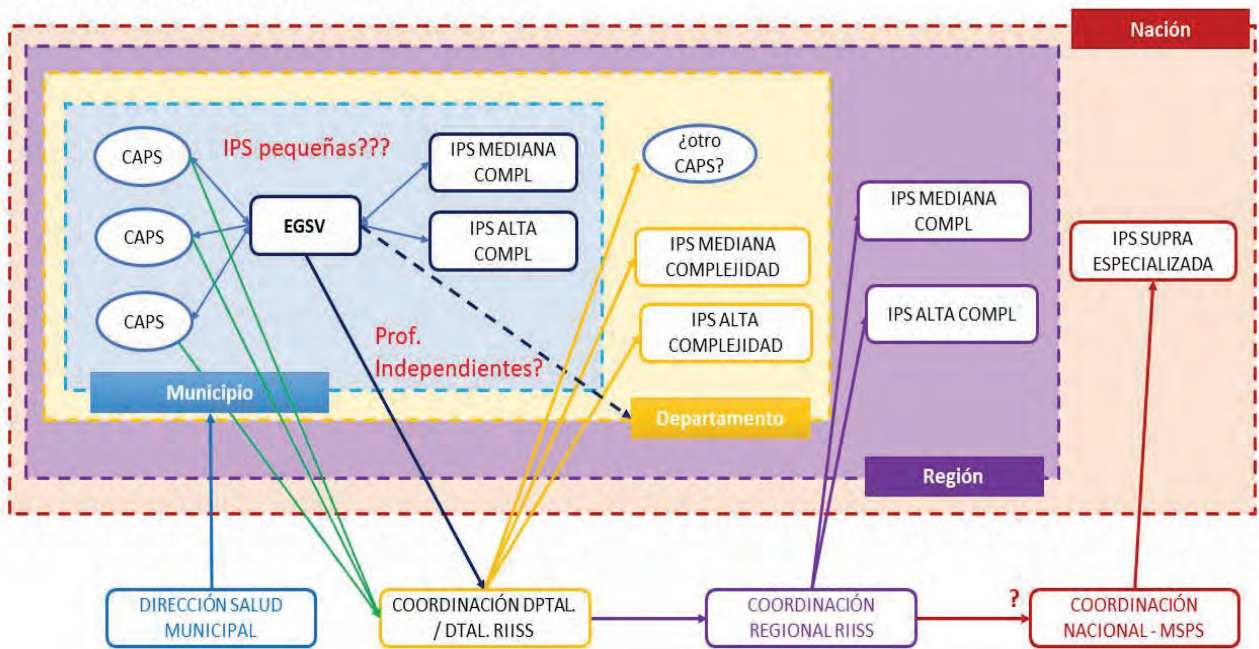 Nación
CAPS
IPS pequeñas???
IPS MEDIANA
COMPL
¿otro
CAPS?
CAPS
EGSV
IPS ALTA
COMPL
IPS MEDIANA
COMPL
IPS MEDIANA
COMPLEJIDAD
IPS SUPRA
ESPECIALIZADA
CAPS
Prof.
Independientes?
IPS ALTA
COMPLEJIDAD
IPS ALTA COMPL
Municipio
Departamento
Región
DIRECCIÓN SALUD
MUNICIPAL
COORDINACIÓN DPTAL.
/ DTAL. RIISS
COORDINACIÓN
REGIONAL RIISS
?
COORDINACIÓN
NACIONAL - MSPS